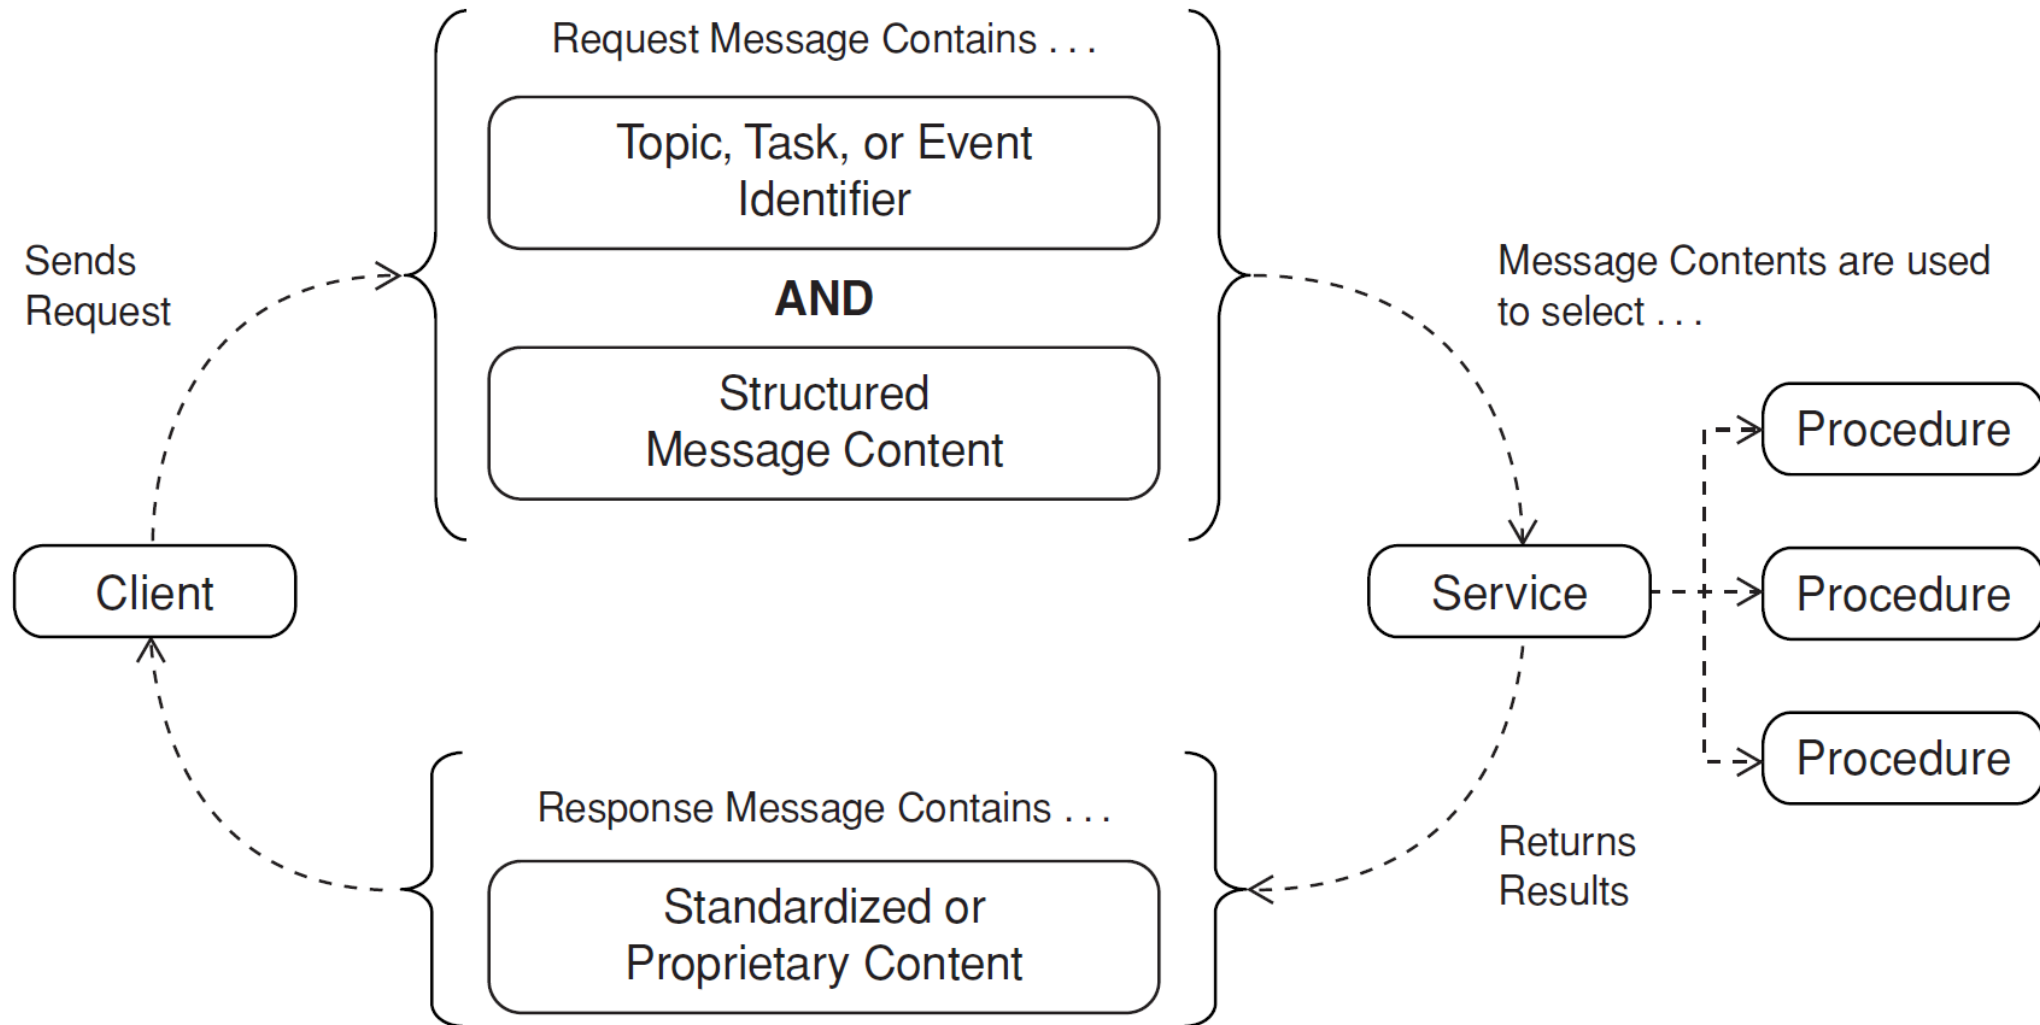 Request Message Contains . . .
Topic, Task, or Event
Identifier
AND
Structured
Message Content
Sends
Request
Message Contents are used
to select . . .
Client
Service
Procedure
Procedure
Procedure
Response Message Contains . . .
Standardized or
Proprietary Content
Returns
Results